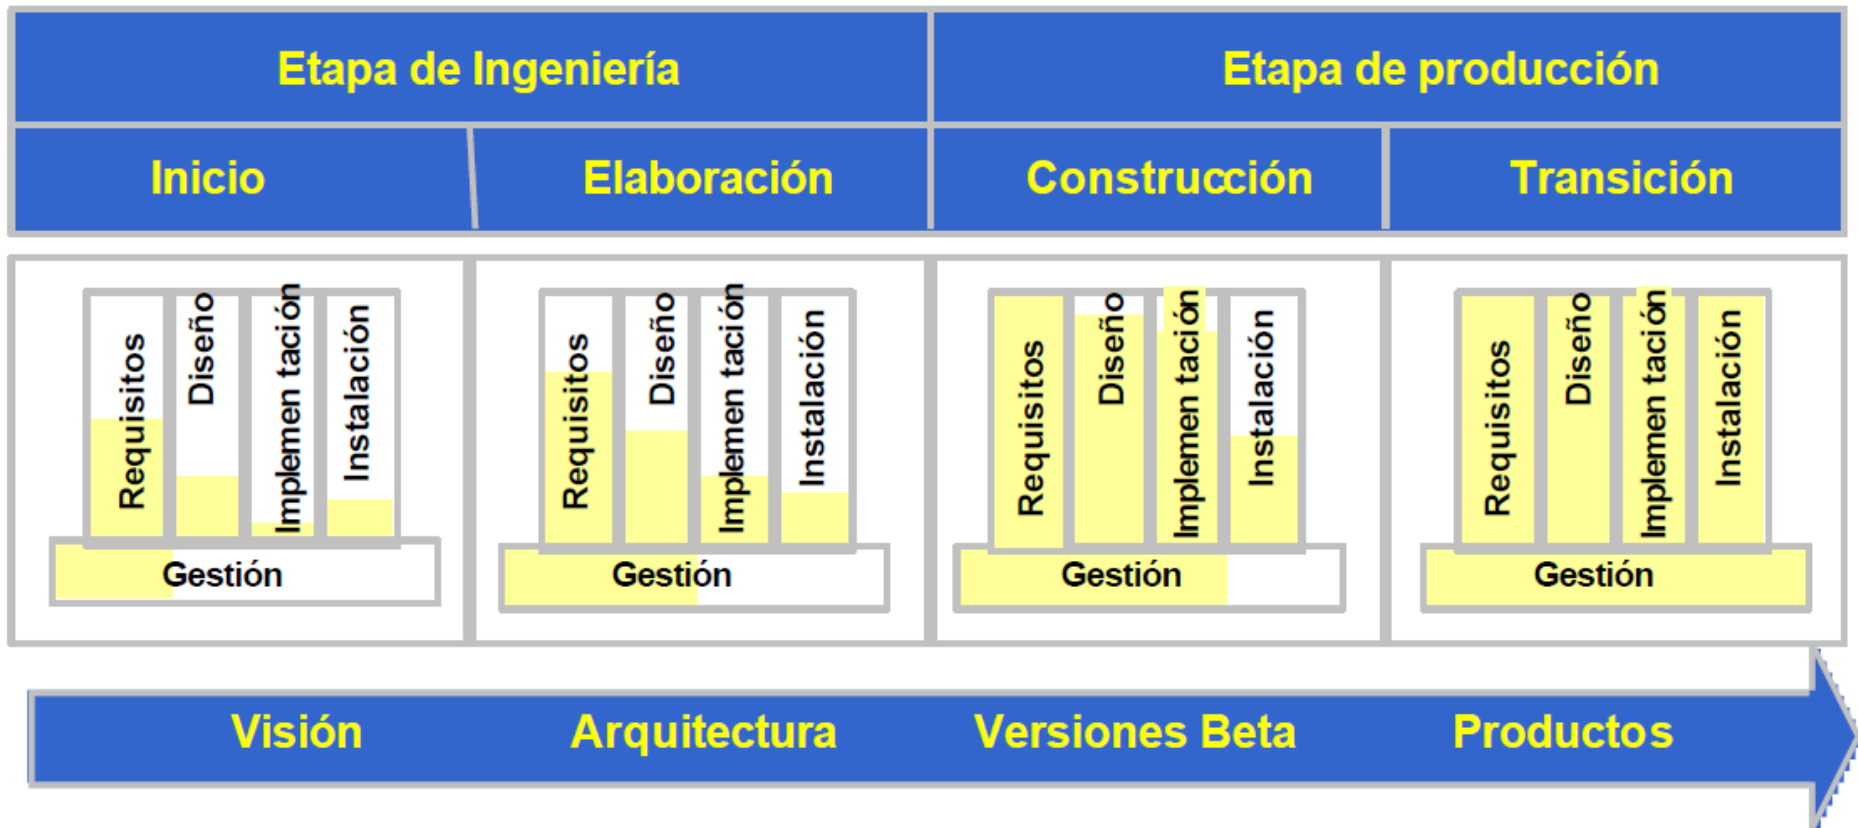 Etapa de Ingeniería
Etapa de producción
Inicio
Elaboración
Construcción
Transición
Requisitos
Diseño
Implemen tación
Instalación
Gestión
Requisitos
Diseño
Implemen tación
Instalación
Gestión
Requisitos
Diseño
Implemen tación
Instalación
Gestión
Requisitos
Diseño
Implemen tación
Instalación
Gestión
Visión
Arquitectura
Versiones Beta
Productos